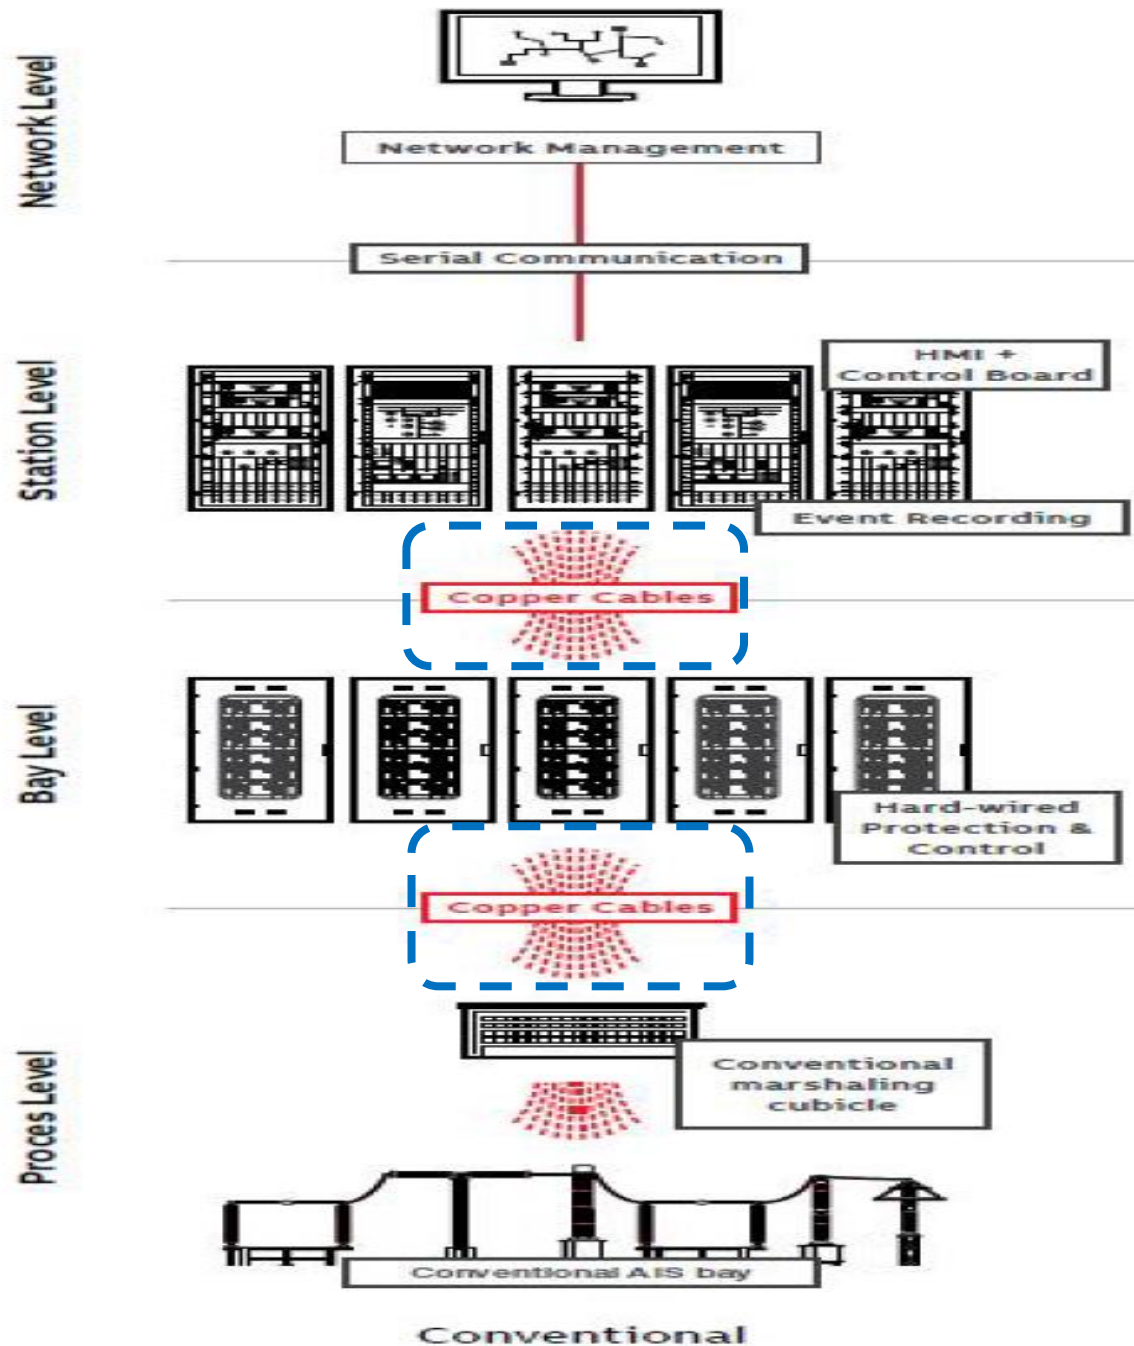 Network Level
Network Management
Serial Communication
Station Level
HMI +
Control Board
Event Recording
Copper Cables
Bay Level
Hard-wired
Protection &
Control
Copper Cables
Proces Level
Conventional
marshaling
cubicle
Conventional AIS bay
Conventional